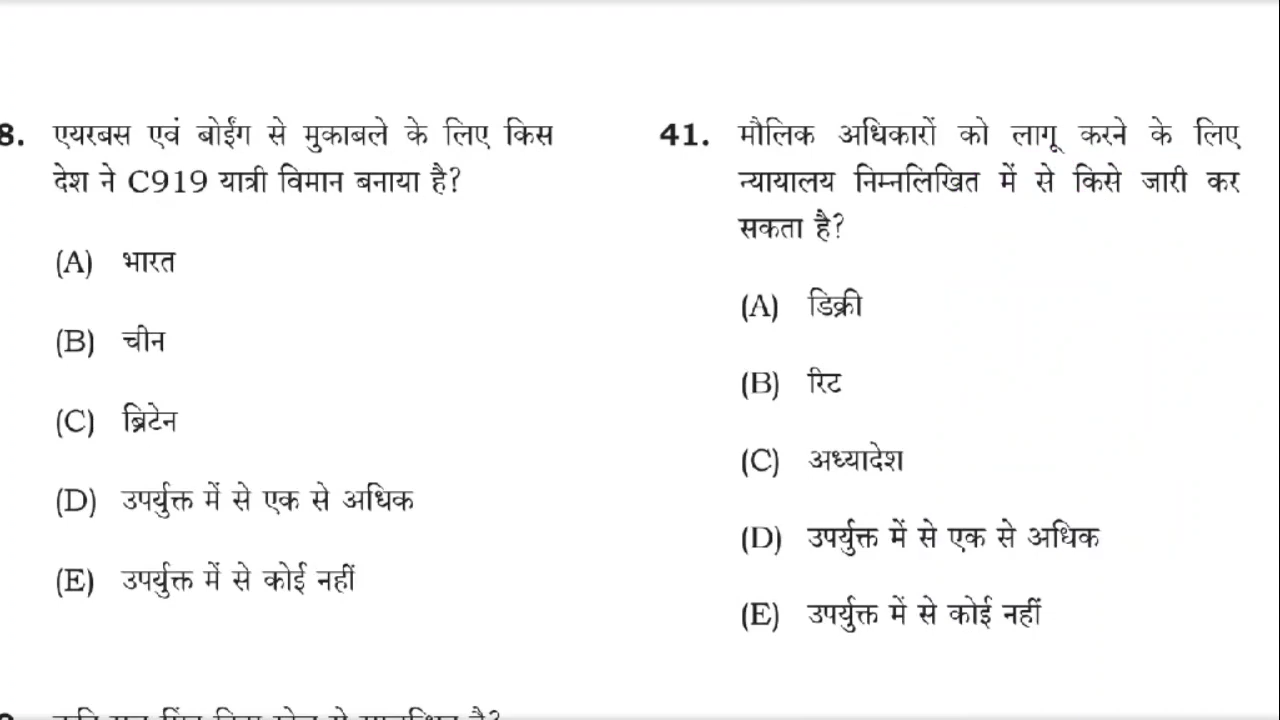 8. एयरबस एवं बोईंग से मुकाबले के लिए किस
देश ने C919 यात्री विमान बनाया है?
(A) भारत
(B) चीन
(C) ब्रिटेन
(D) उपर्युक्त में से एक से अधिक
(E) उपर्युक्त में से कोई नहीं
41. मौलिक अधिकारों को लागू करने के लिए
न्यायालय निम्नलिखित में से किसे जारी कर
सकता है?
(A) डिक्री
(B) रिट
(C) अध्यादेश
(D) उपर्युक्त में से एक से अधिक
(E) उपर्युक्त में से कोई नहीं